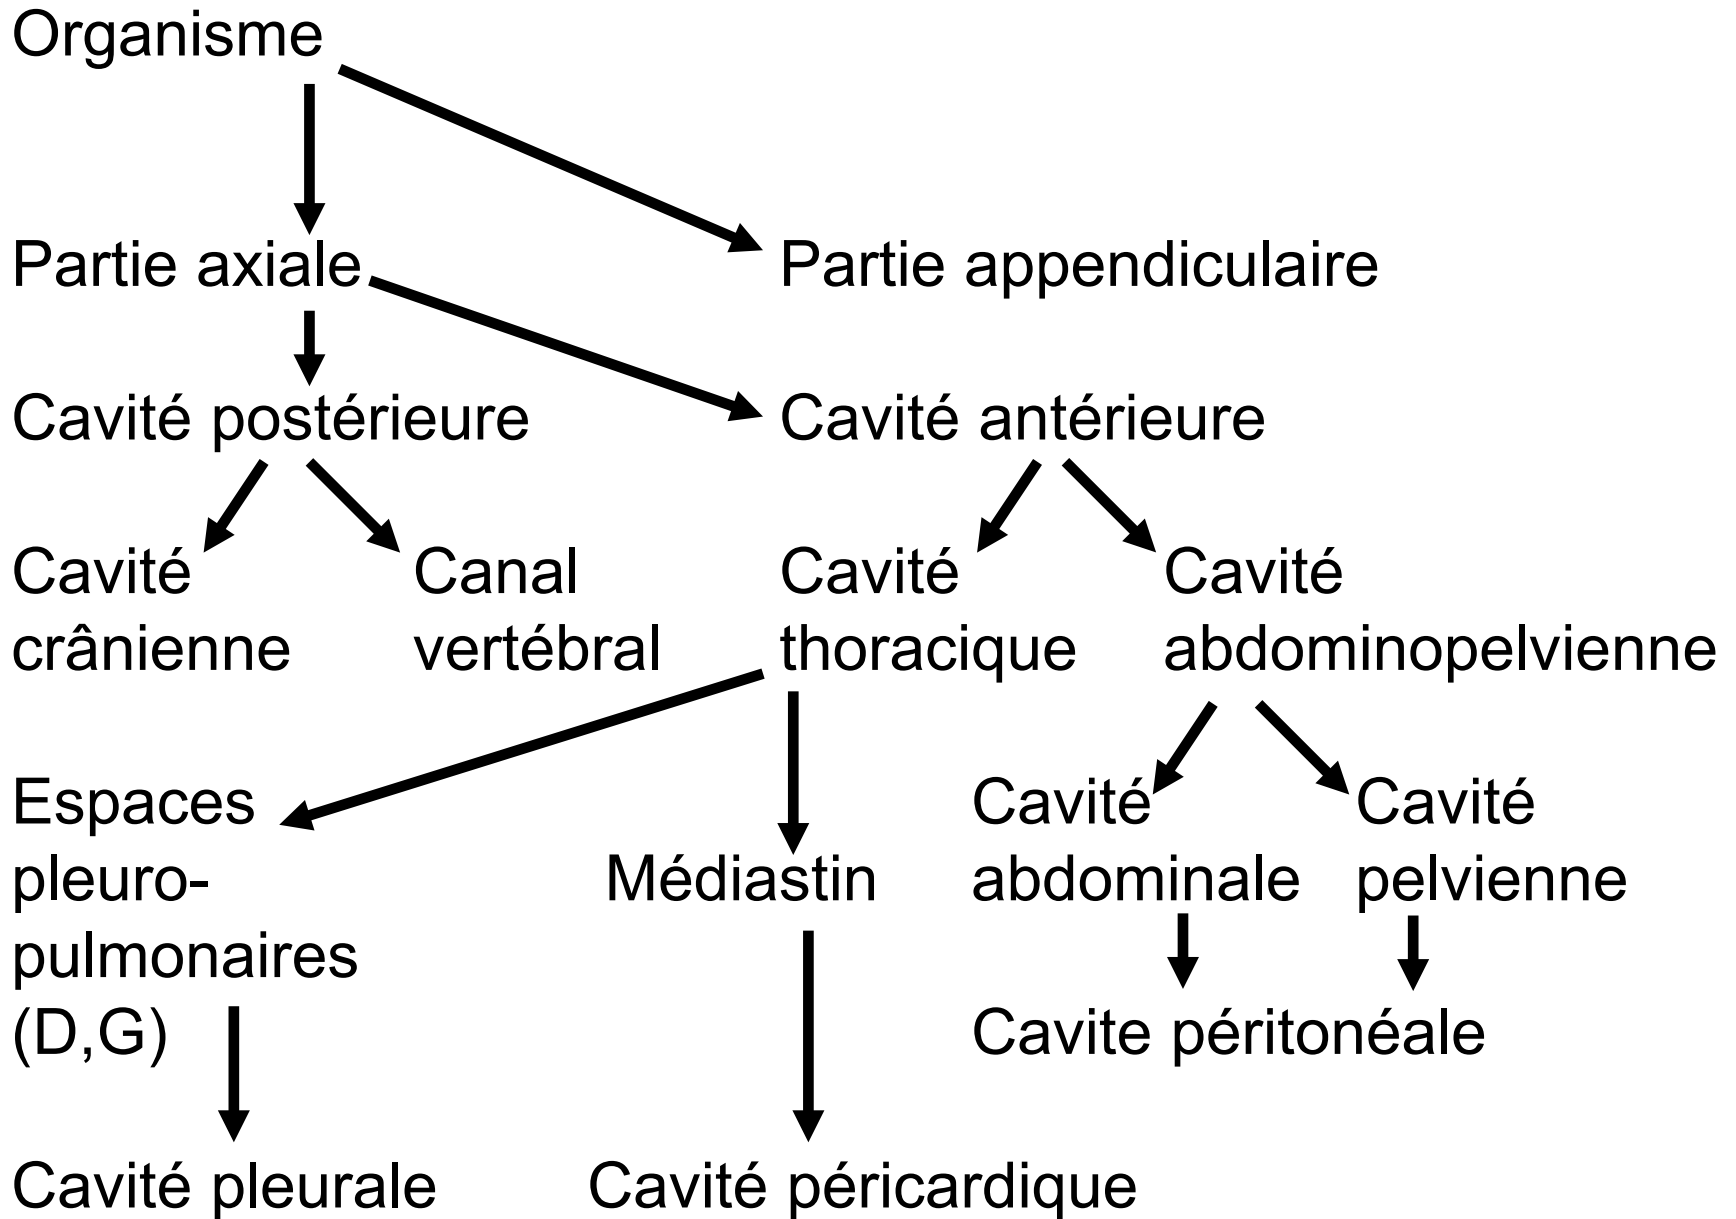 Organisme
Partie axiale
Partie appendiculaire
Cavité postérieure
Cavité antérieure
Cavité
crânienne
Canal
vertébral
Cavité
thoracique
Cavité
abdominopelvienne
Espaces
pleuro-
pulmonaires
(D,G)
Médiastin
Cavité
abdominale
Cavité
pelvienne
Cavite péritonéale
Cavité pleurale
Cavité péricardique